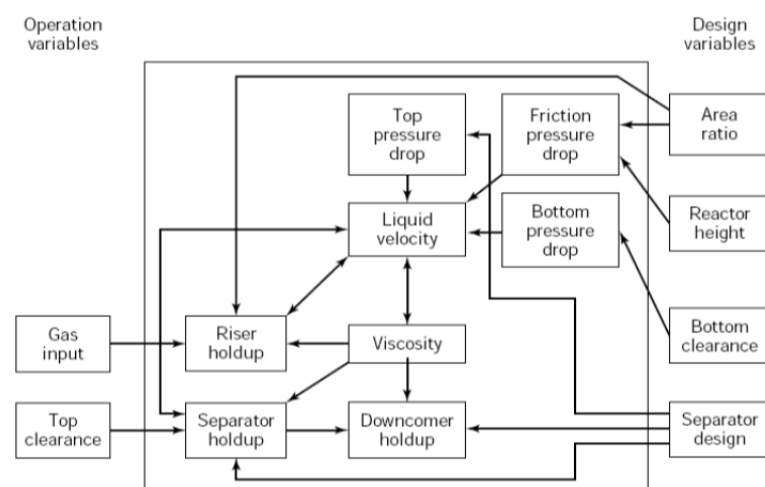 Operation
variables
Design
variables
Top
pressure
drop
Friction
pressure
drop
Area
ratio
Liquid
velocity
Bottom
pressure
drop
Reactor
height
Gas
input
Riser
holdup
Viscosity
Bottom
clearance
Top
clearance
Separator
holdup
Downcomer
holdup
Separator
design